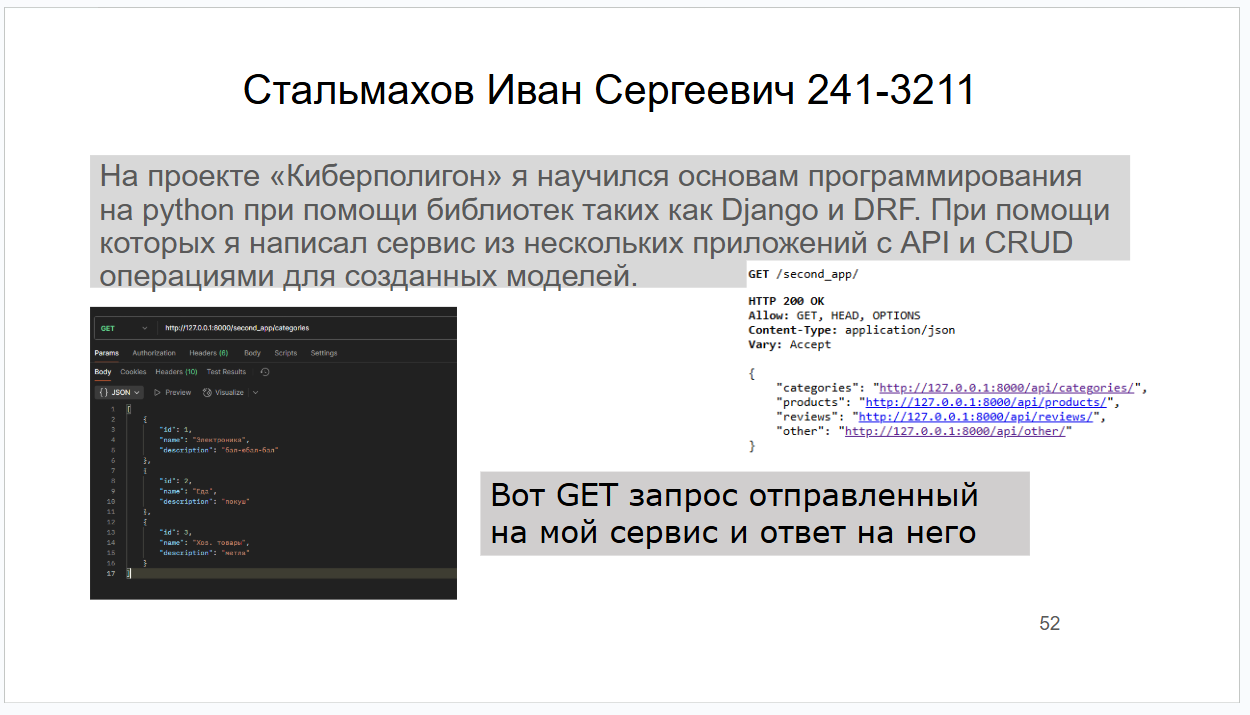 Стальмахов Иван Сергеевич 241-3211
На проекте «Киберполигон» я научился основам программирования
на python при помощи библиотек таких как Django и DRF. При помощи
которых я написал сервис из нескольких приложений с API и CRUD
операциями для созданных моделей.
GET /second_app/
HTTP 200 OK
Allow: GET, HEAD, OPTIONS
Content-Type: application/json
Vary: Accept
{
"categories": "http://127.0.0.1:8000/api/categories/",
"products": "http://127.0.0.1:8000/api/products/",
"reviews": "http://127.0.0.1:8000/api/reviews/",
"other": "http://127.0.0.1:8000/api/other/"
}
GET http://127.0.0.1:8000/second_app/categories
Params Authorization Headers (6) Body Scripts Settings
Body Cookies Headers (10) Test Results
{} JSON Preview Visualize
1 [
2 {
3 "id": 1,
4 "name": "Электроника",
5 "description":
6 },
7 {
8 "id": 2,
9 "name": "Еда",
10 "description": "покуш"
11 },
12 {
13 "id": 3,
14 "name": "Хоз. товары",
15 "description": "метла"
16 }
17 ]
Вот GET запрос отправленный
на мой сервис и ответ на него
52